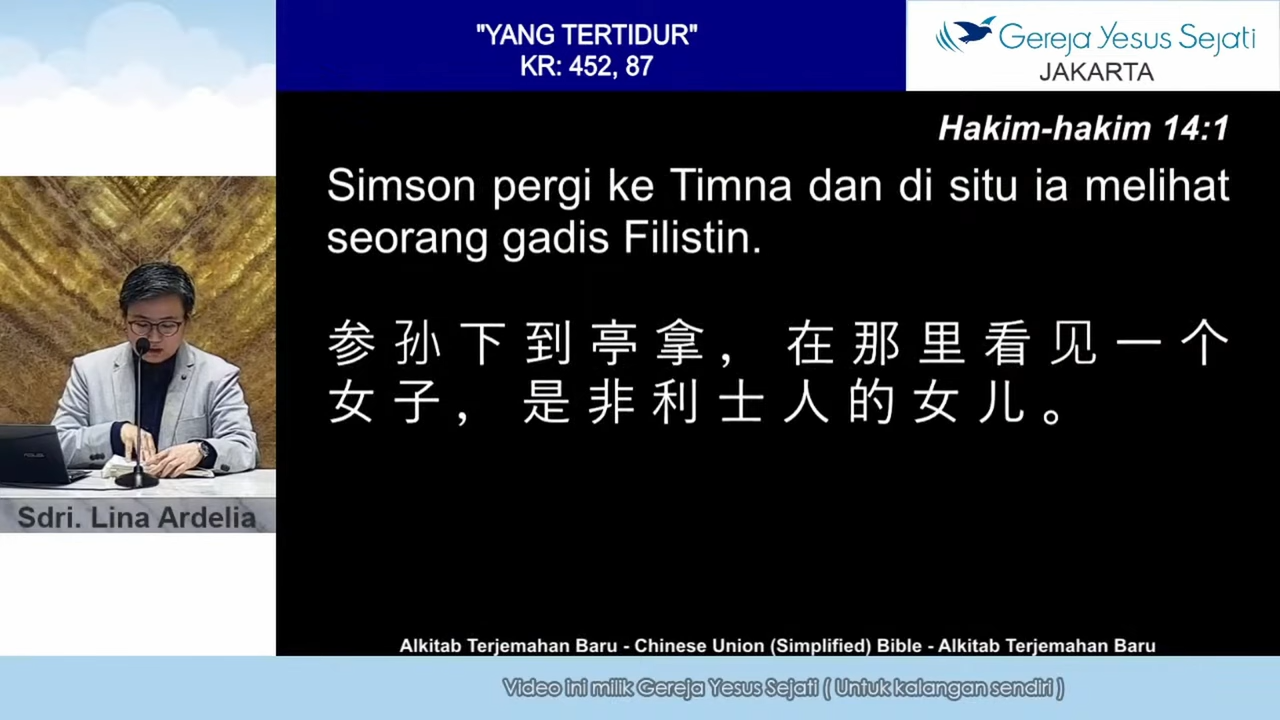 "YANG TERTIDUR"
KR: 452, 87
Gereja Yesus Sejati
JAKARTA
Hakim-hakim 14:1
Simson pergi ke Timna dan di situ ia melihat
seorang gadis Filistin.
参孙下到亭拿，在那里看见一个
女子，是非利士人的女儿。
ASUS
Sdri. Lina Ardelia
Alkitab Terjemahan Baru - Chinese Union (Simplified) Bible - Alkitab Terjemahan Baru
Video ini milik Gereja Yesus Sejati ( Untuk kalangan sendiri )